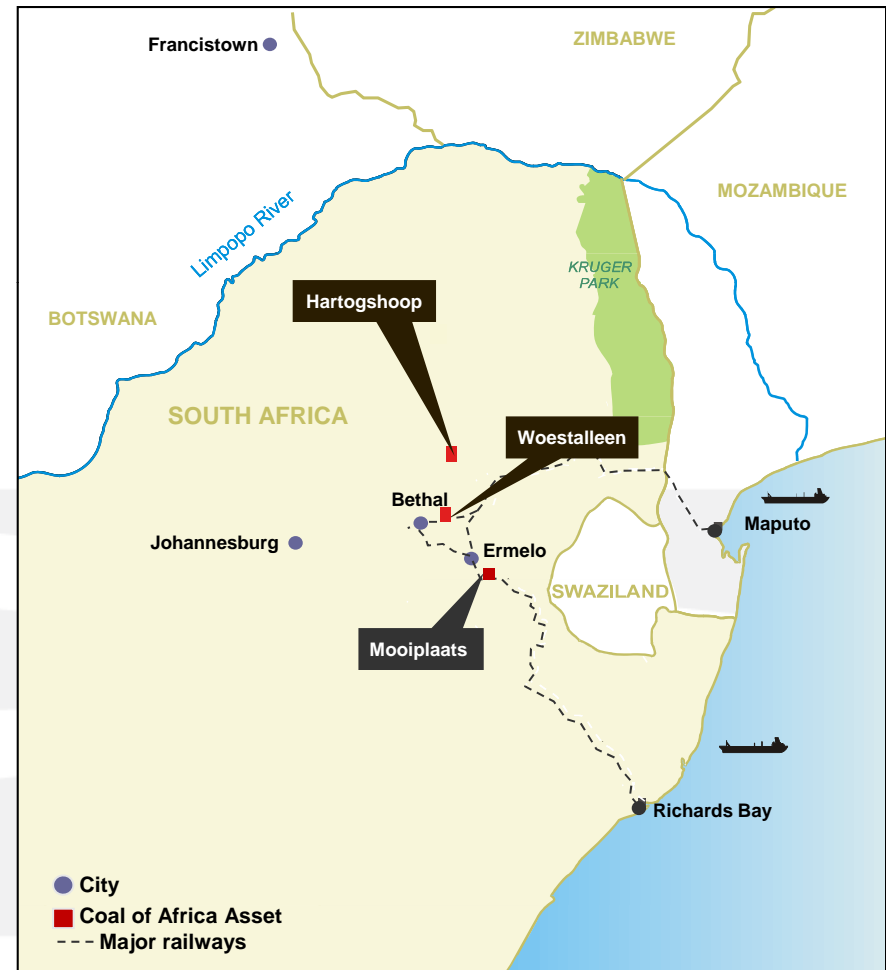 Francistown
ZIMBABWE
MOZAMBIQUE
Limpopo River
KRUGER
PARK
Hartogshoop
BOTSWANA
SOUTH AFRICA
Woestalleen
Bethal
Maputo
Johannesburg
Ermelo
SWAZILAND
Mooiplaats
Richards Bay
City
Coal of Africa Asset
Major railways